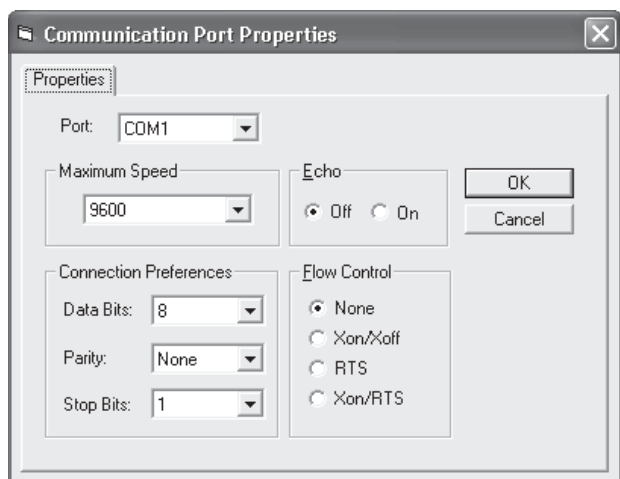 Communication Port Properties
Properties
Port: COM1
Maximum Speed
9600
Echo
Off On
OK
Cancel
Connection Preferences
Data Bits: 8
Parity: None
Stop Bits: 1
Flow Control
None
Xon/Xoff
RTS
Xon/RTS